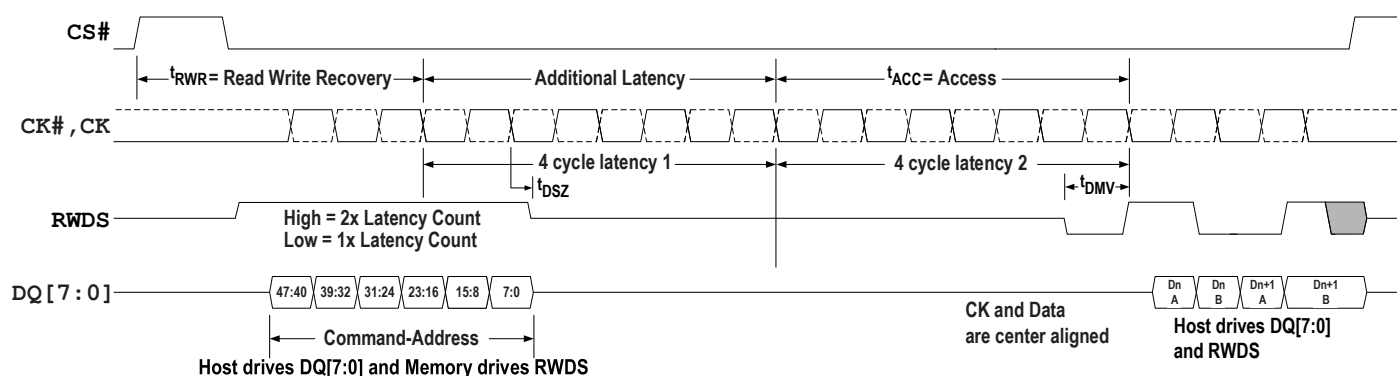 CS#
tRWR= Read Write Recovery
Additional Latency
tACC= Access
CK#,CK
4 cycle latency 1
4 cycle latency 2
tDSZ
tDMV
RWDS
High = 2x Latency Count
Low = 1x Latency Count
DQ[7:0]
47:40 39:32 31:24 23:16 15:8 7:0
Dn A
Dn B
Dn+1 A
Dn+1 B
CK and Data
are center aligned
Command-Address
Host drives DQ[7:0] and Memory drives RWDS
Host drives DQ[7:0]
and RWDS